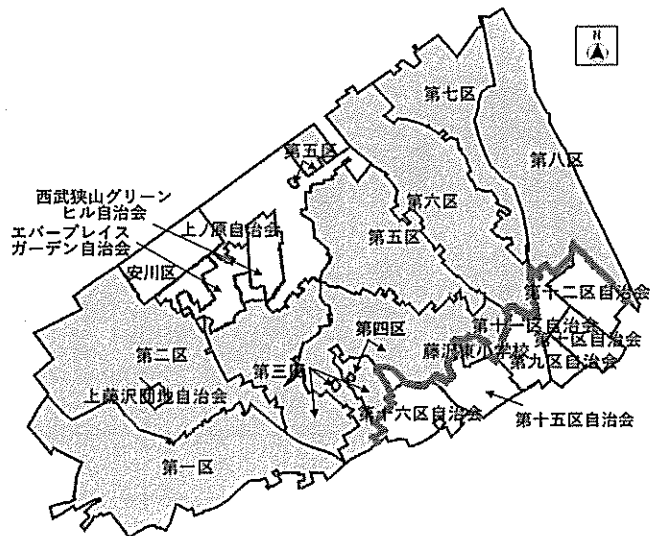 N
第七区
第八区
第五区
西武狭山グリーン
ヒル自治会
上ノ原自治会
エバープレイス
ガーデン自治会
安川区
第六区
第五区
第十二区自治会
第十一区自治会
第十区自治会
第四区
藤沢東小学校
第九区自治会
第二区
第三区
上藤沢団地自治会
第十六区自治会
第十五区自治会
第一区